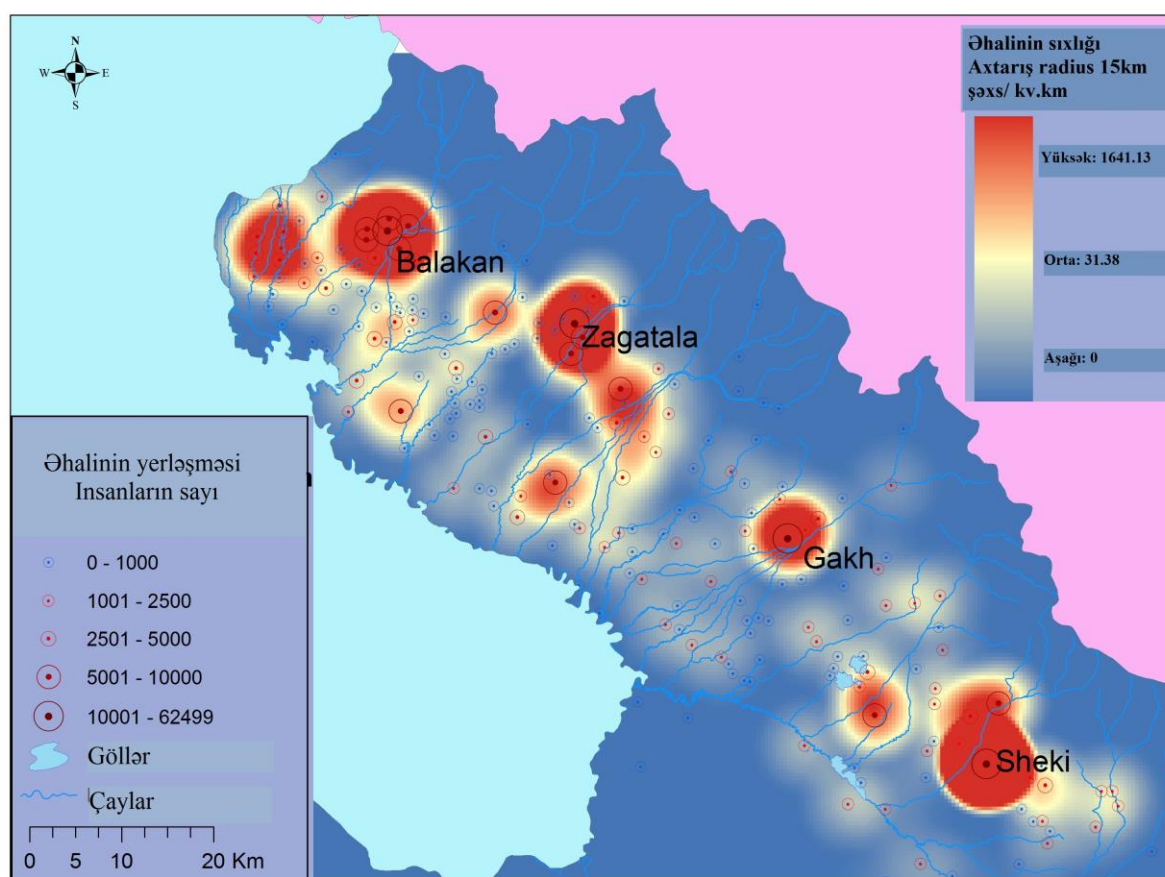 N
W E
S
Əhalinin sıxlığı
Axtarış radius 15km
şəxs/ kv.km
Yüksək: 1641.13
Orta: 31.38
Aşağı: 0
Balakan
Zagatala
Gakh
Sheki
Əhalinin yerləşməsi
Insanların sayı
0 - 1000
1001 - 2500
2501 - 5000
5001 - 10000
10001 - 62499
Göllər
Çaylar
0 5 10 20 Km